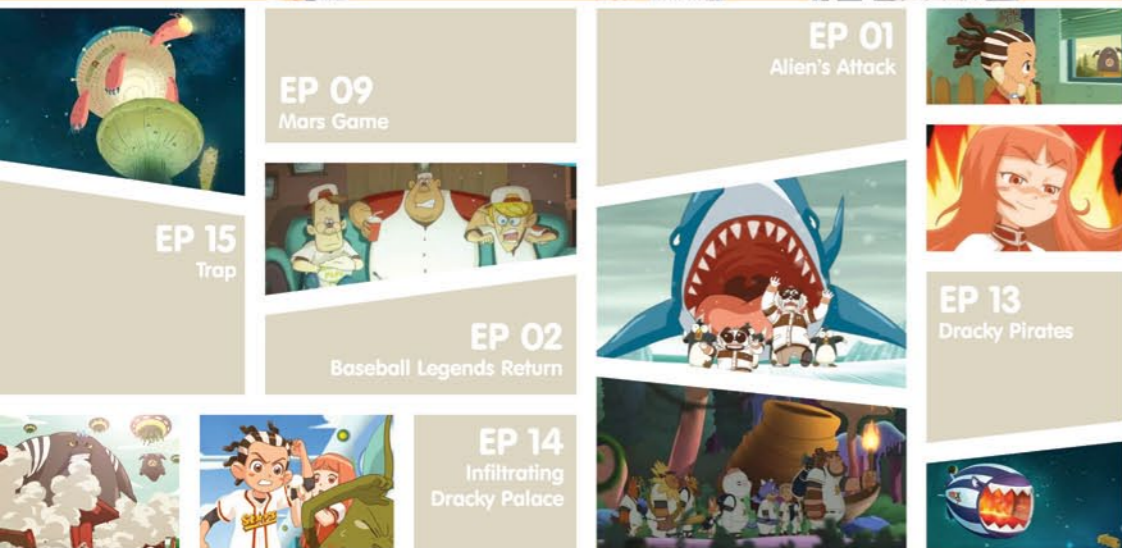 EP 09
Mars Game
EP 01
Alien's Attack
EP 15
Trap
EP 02
Baseball Legends Return
EP 13
Dracky Pirates
EP 14
Infiltrating
Dracky Palace